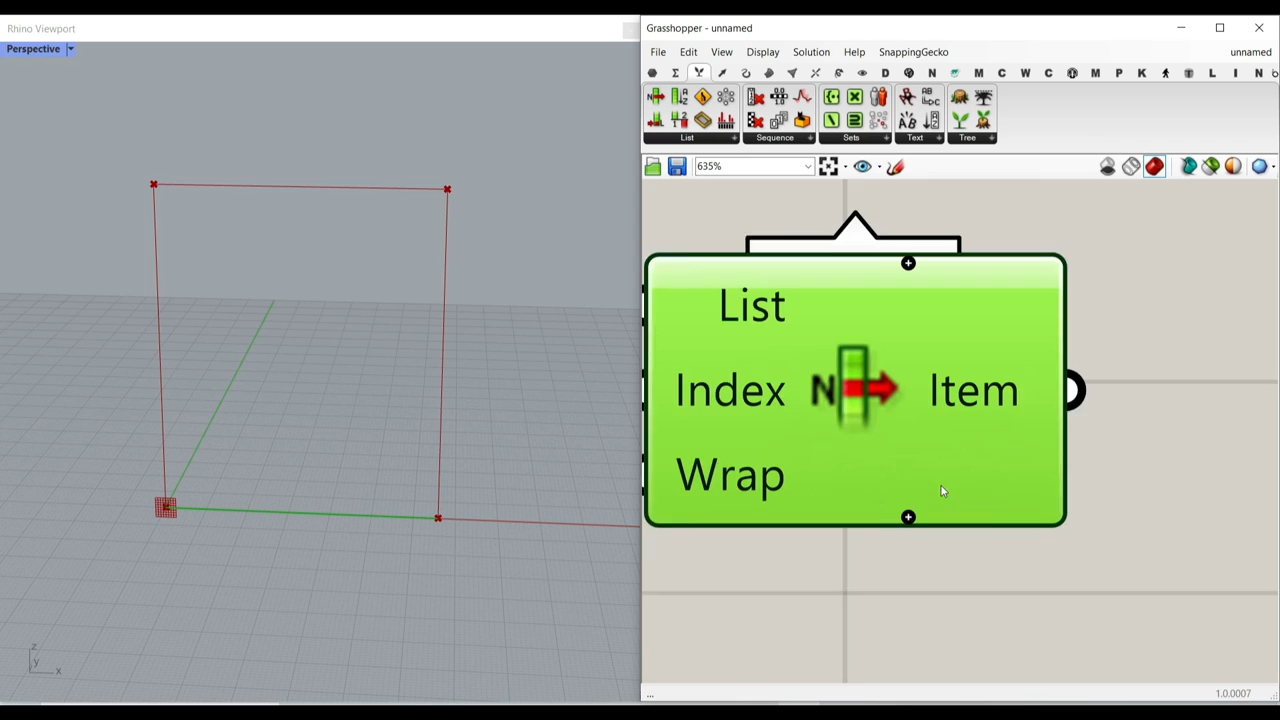 Rhino Viewport
Perspective
z
y
x
Grasshopper - unnamed
File Edit View Display Solution Help SnappingGecko
unnamed
D N M C W C M P K L I N
List Sequence Sets Text Tree
635%
List
Index
Wrap
N
Item
...
1.0.0007